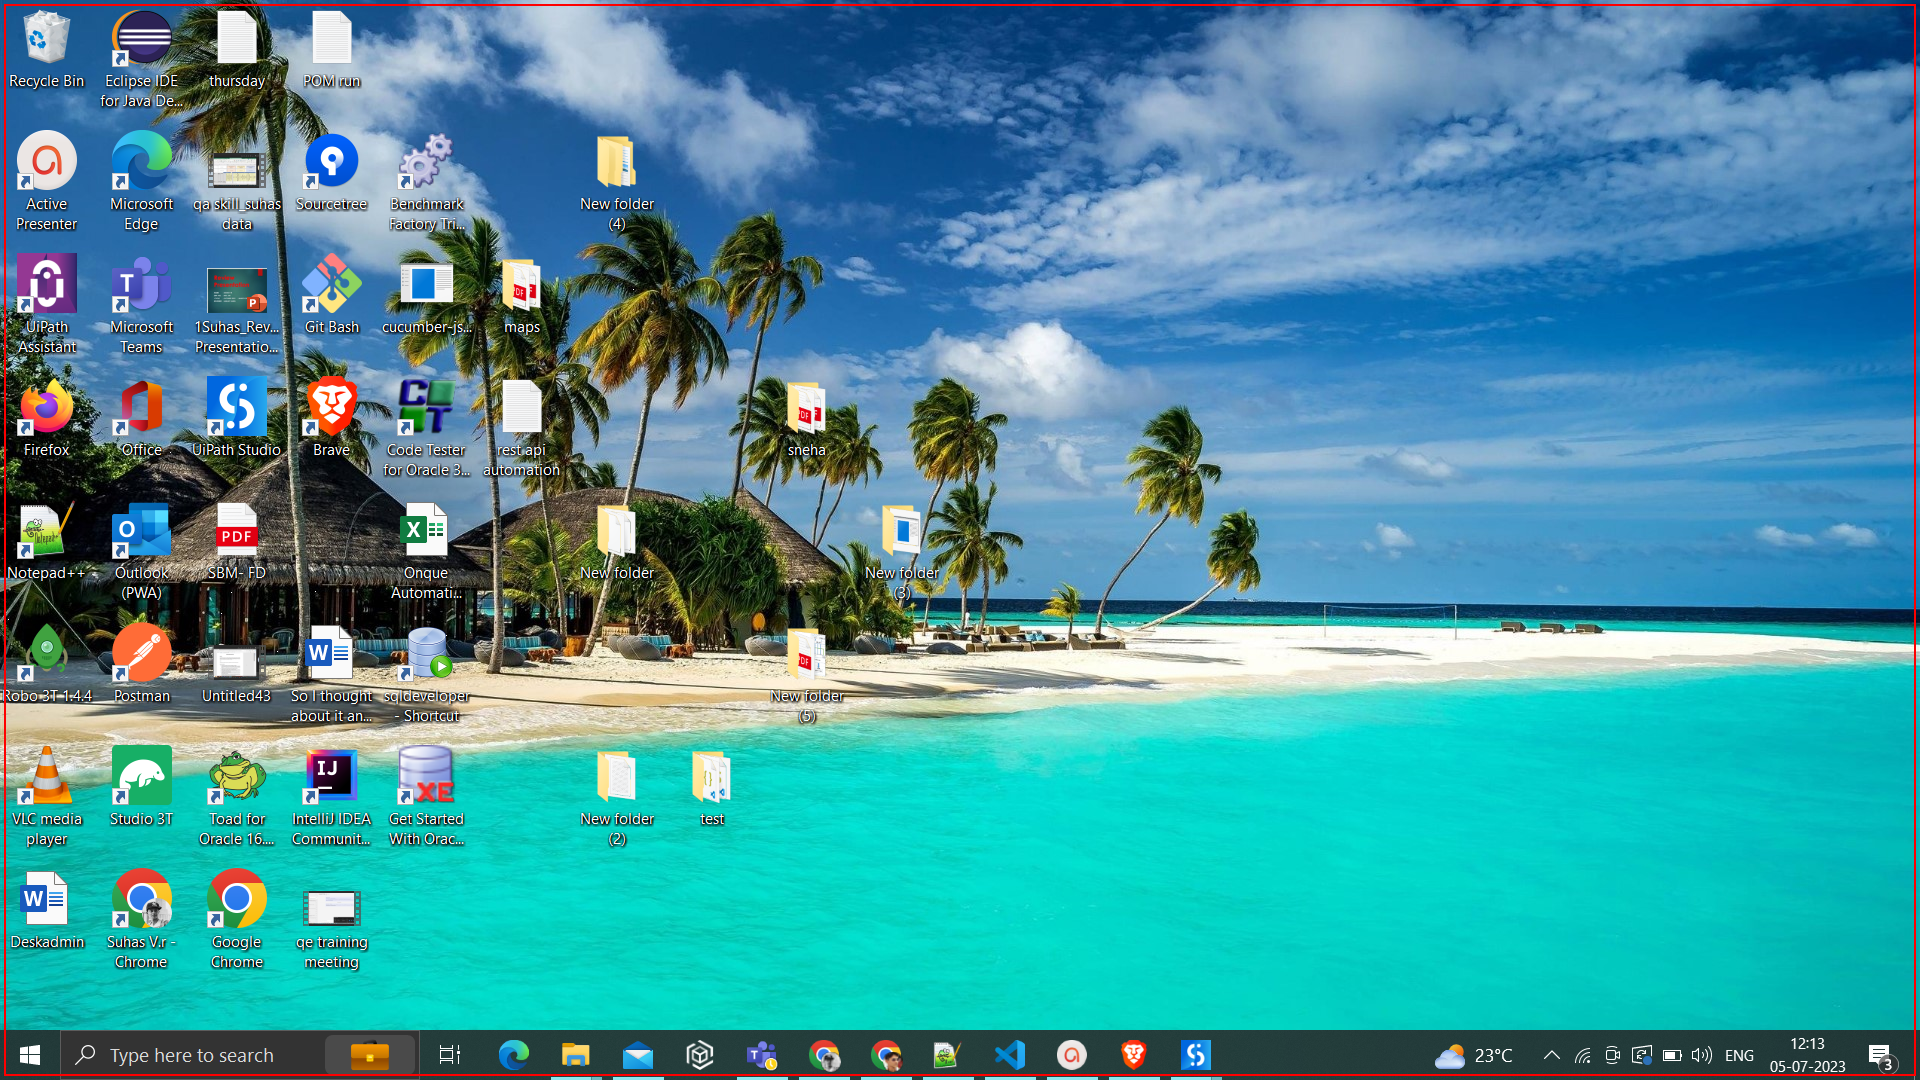 Recycle Bin
Eclipse IDE
for Java De...
thursday
POM run
Active
Presenter
Microsoft
Edge
qa skill_suhas
data
Sourcetree
Benchmark
Factory Tri...
New folder
(4)
UiPath
Assistant
Microsoft
Teams
1Suhas_Rev...
Presentatio...
Git Bash
cucumber-js...
maps
Firefox
Office
UiPath Studio
Brave
Code Tester
for Oracle 3...
rest api
automation
sneha
Notepad++
Outlook
(PWA)
SBM- FD
Onque
Automati...
New folder
New folder
(3)
Robo 3T 1.4.4
Postman
Untitled43
So I thought
about it an...
sqldeveloper
- Shortcut
New folder
(5)
VLC media
player
Studio 3T
Toad for
Oracle 16....
IntelliJ IDEA
Communit...
Get Started
With Orac...
New folder
(2)
test
Deskadmin
Suhas V.r -
Chrome
Google
Chrome
qe training
meeting
Type here to search
23°C
ENG
12:13
05-07-2023
3